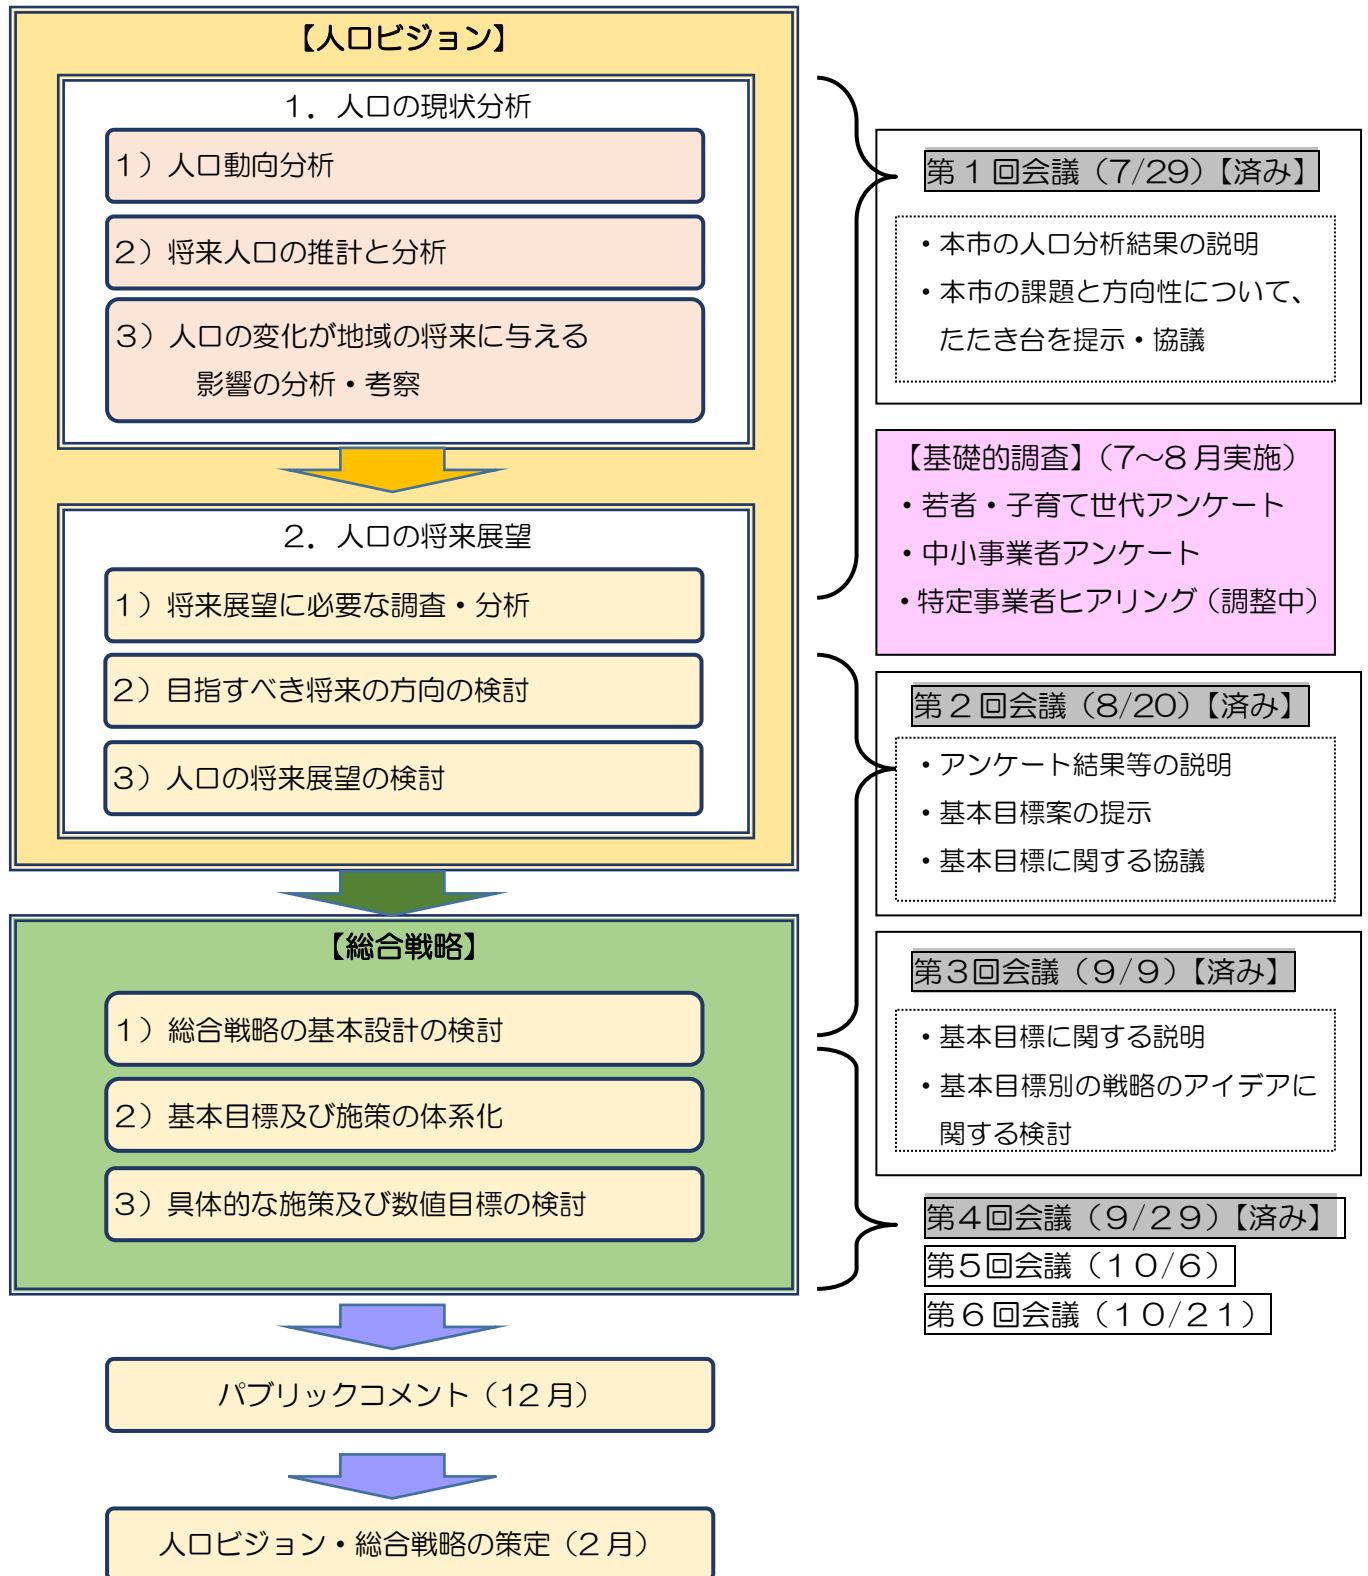 【人口ビジョン】
１．人口の現状分析
１）人口動向分析
２）将来人口の推計と分析
３）人口の変化が地域の将来に与える
影響の分析・考察
２．人口の将来展望
１）将来展望に必要な調査・分析
２）目指すべき将来の方向の検討
３）人口の将来展望の検討
【総合戦略】
１）総合戦略の基本設計の検討
２）基本目標及び施策の体系化
３）具体的な施策及び数値目標の検討
パブリックコメント（12月）
人口ビジョン・総合戦略の策定（２月）
第１回会議（7/29）【済み】
・本市の人口分析結果の説明
・本市の課題と方向性について、
たたき台を提示・協議
【基礎的調査】（７～８月実施）
・若者・子育て世代アンケート
・中小事業者アンケート
・特定事業者ヒアリング（調整中）
第２回会議（8/20）【済み】
・アンケート結果等の説明
・基本目標案の提示
・基本目標に関する協議
第３回会議（９/９）【済み】
・基本目標に関する説明
・基本目標別の戦略のアイデアに
関する検討
第４回会議（９/２９）【済み】
第５回会議（１０/６）
第６回会議（１０/２１）